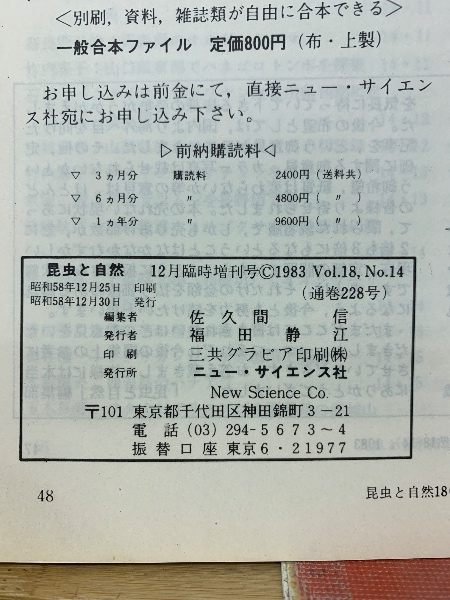 ＜別刷，資料，雑誌類が自由に合本できる＞
一般合本ファイル 定価800円（布・上製）
お申し込みは前金にて，直接ニュー・サイエン
ス社宛にお申し込み下さい。
▷前納購読料◁
▽ 3ヵ月分 購読料 2400円（送料共）
▽ 6ヵ月分 〃 4800円（ 〃 ）
▽ 1ヵ年分 〃 9600円（ 〃 ）
昆虫と自然 12月臨時増刊号©1983 Vol.18, No.14
昭和58年12月25日 印刷
昭和58年12月30日 発行 （通巻228号）
編集者 佐久間 信
発行者 福田静江
印刷 三共グラビア印刷㈱
発行所 ニュー・サイエンス社
New Science Co.
〒101 東京都千代田区神田錦町3－21
電話 (03) 294-5673～4
振替口座 東京6・21977
48
昆虫と自然18